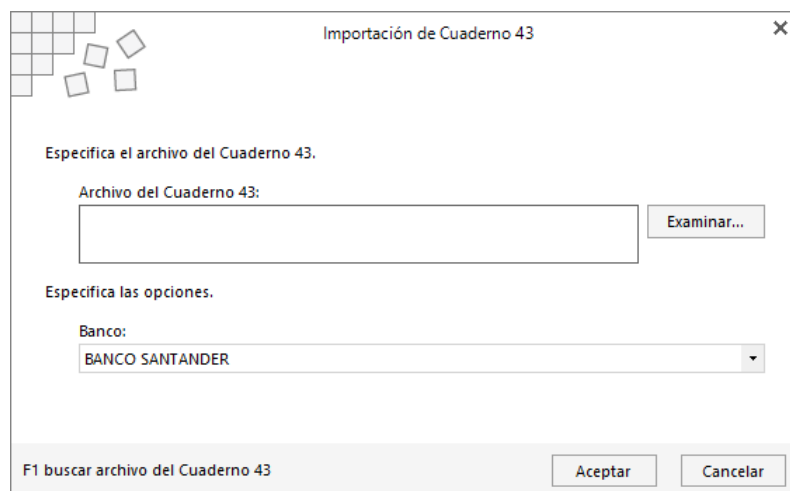 Importación de Cuaderno 43
Especifica el archivo del Cuaderno 43.
Archivo del Cuaderno 43:
Examinar...
Especifica las opciones.
Banco:
BANCO SANTANDER
F1 buscar archivo del Cuaderno 43
Aceptar
Cancelar